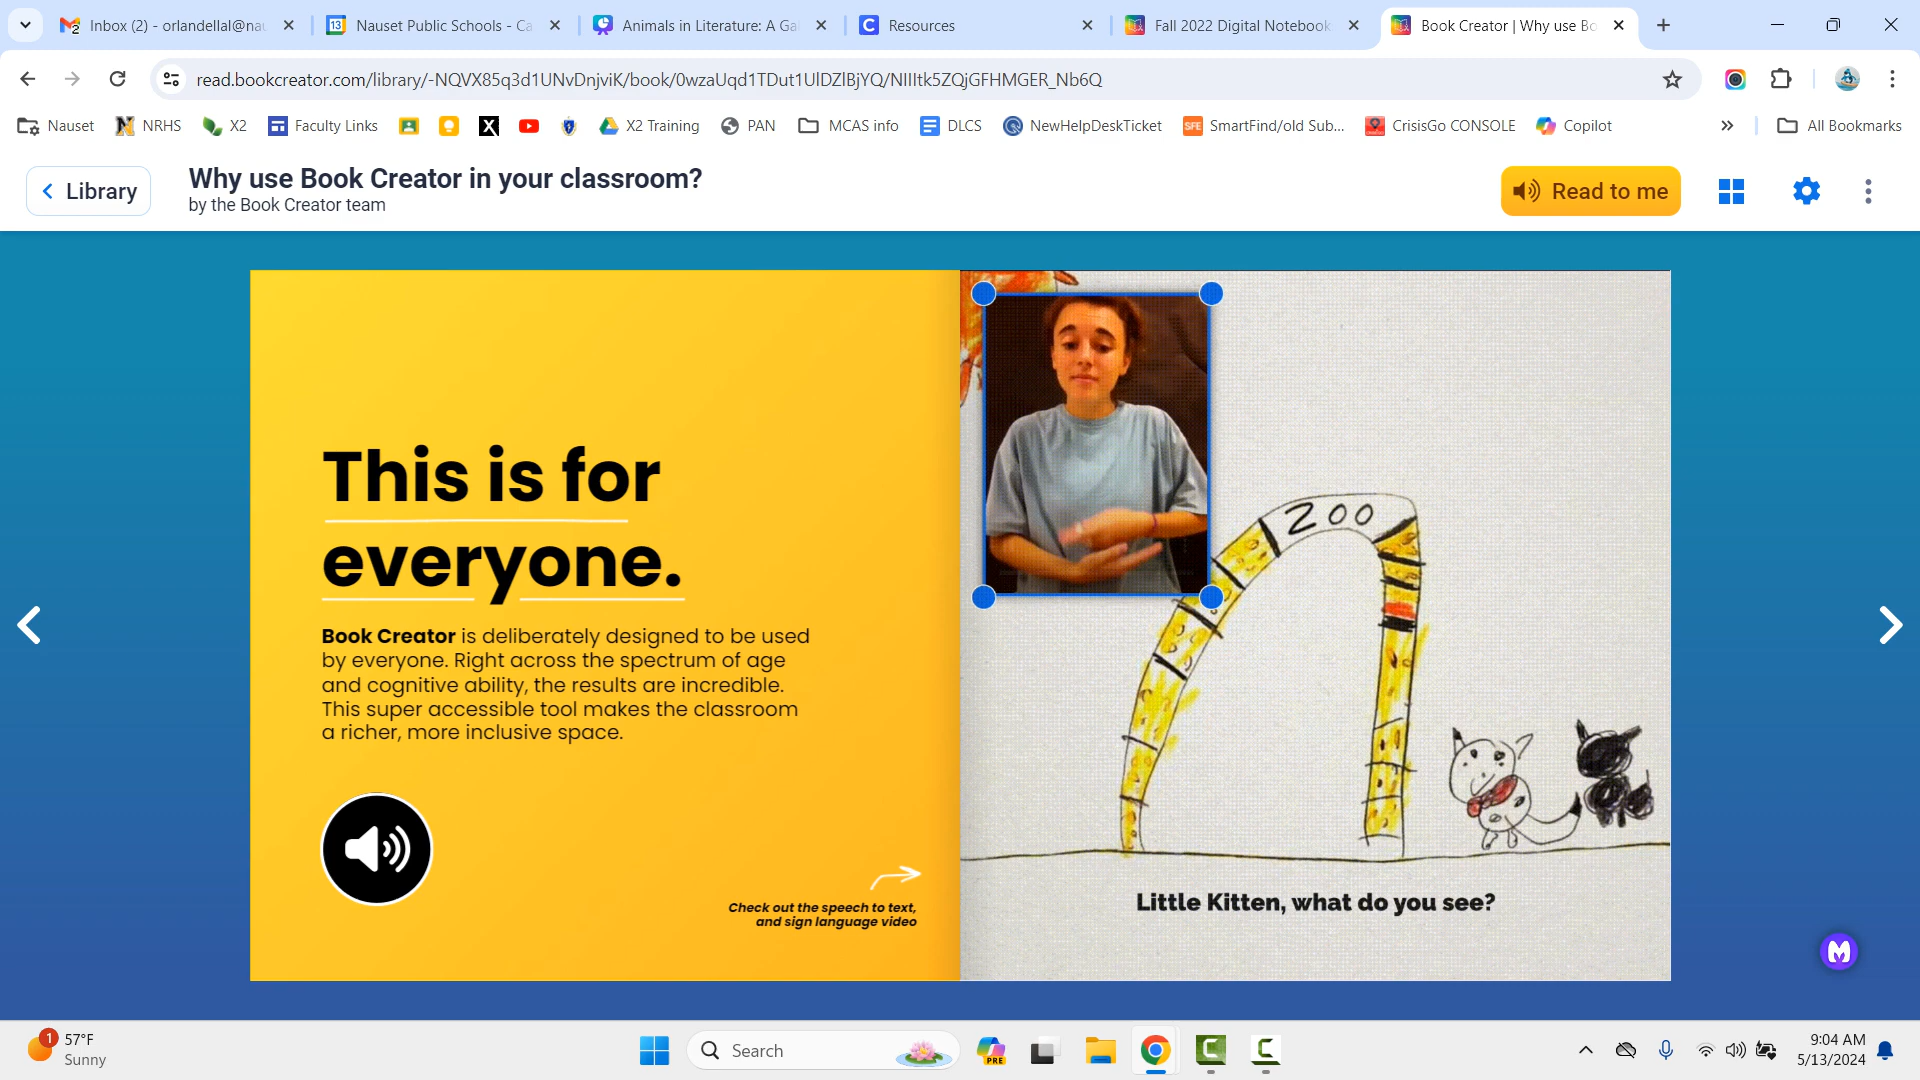 Inbox (2) - orlandellal@nau
Nauset Public Schools - Ca
Animals in Literature: A Ga
Resources
Fall 2022 Digital Notebook
Book Creator | Why use Bo
read.bookcreator.com/library/-NQVX85q3d1UNvDnjviK/book/0wzaUqd1TDut1UlDZlBjYQ/NIIItk5ZQjGFHMGER_Nb6Q
Nauset
NRHS
X2
Faculty Links
X2 Training
PAN
MCAS info
DLCS
NewHelpDeskTicket
SmartFind/old Sub...
CrisisGo CONSOLE
Copilot
All Bookmarks
Library
Why use Book Creator in your classroom?
by the Book Creator team
Read to me
This is for
everyone.
Book Creator is deliberately designed to be used
by everyone. Right across the spectrum of age
and cognitive ability, the results are incredible.
This super accessible tool makes the classroom
a richer, more inclusive space.
Check out the speech to text,
and sign language video
200
Little Kitten, what do you see?
1
57°F
Sunny
Search
PRE
9:04 AM
5/13/2024